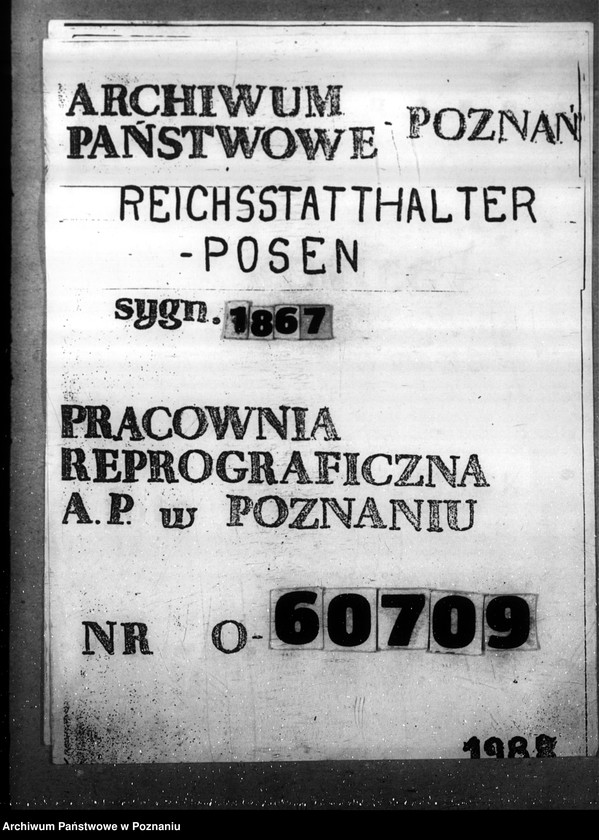 ARCHIWUM
PAŃSTWOWE - POZNAŃ
REICHSSTATTHALTER
-POSEN
sygn. 1867
PRACOWNIA
REPROGRAFICZNA
A.P. w POZNANIU
NR O-60709
Archiwum Państwowe w Poznaniu